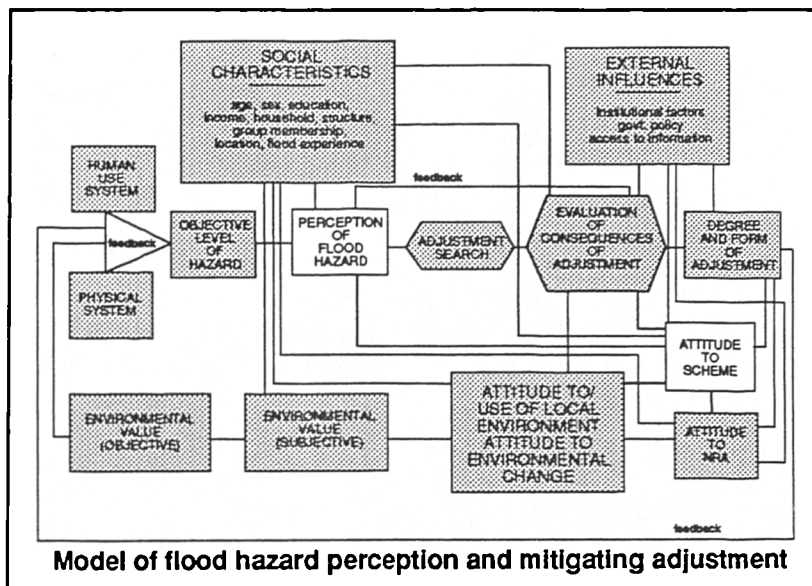 SOCIAL
CHARACTERISTICS
age, sex, education,
income, household, structure,
group membership,
location, flood experience
EXTERNAL
INFLUENCES
institutional factors
govt. policy
access to information
HUMAN
USE SYSTEM
feedback
PHYSICAL
SYSTEM
OBJECTIVE
LEVEL
OF
HAZARD
PERCEPTION
OF
FLOOD
HAZARD
feedback
ADJUSTMENT
SEARCH
EVALUATION
OF
CONSEQUENCES
OF
ADJUSTMENT
DEGREE
AND FORM
OF
ADJUSTMENT
ATTITUDE
TO
SCHEME
ENVIRONMENTAL
VALUE
(OBJECTIVE)
ENVIRONMENTAL
VALUE
(SUBJECTIVE)
ATTITUDE TO/
USE OF LOCAL
ENVIRONMENT
ATTITUDE TO
ENVIRONMENTAL
CHANGE
ATTITUDE
TO
NRA
feedback
Model of flood hazard perception and mitigating adjustment